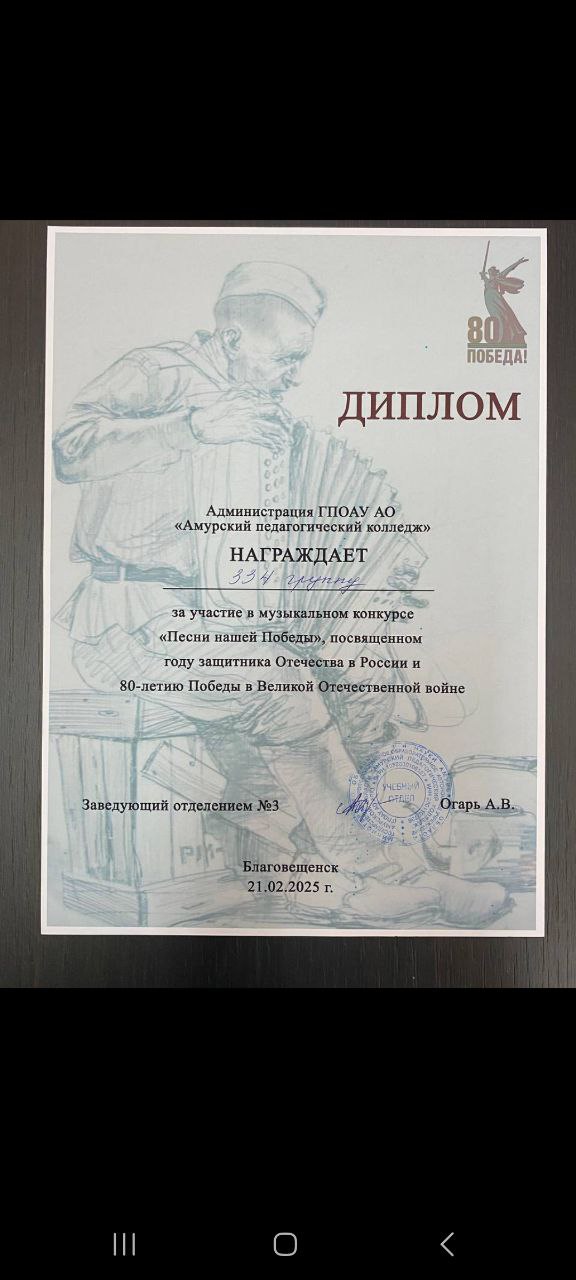 80
ПОБЕДА!
ДИПЛОМ
Администрация ГПОАУ АО
«Амурский педагогический колледж»
НАГРАЖДАЕТ
334 группу
за участие в музыкальном конкурсе
«Песни нашей Победы», посвященном
году защитника Отечества в России и
80-летию Победы в Великой Отечественной войне
УЧЕБНЫЙ
ОТДЕЛ
Заведующий отделением №3
Огарь А.В.
Благовещенск
21.02.2025 г.